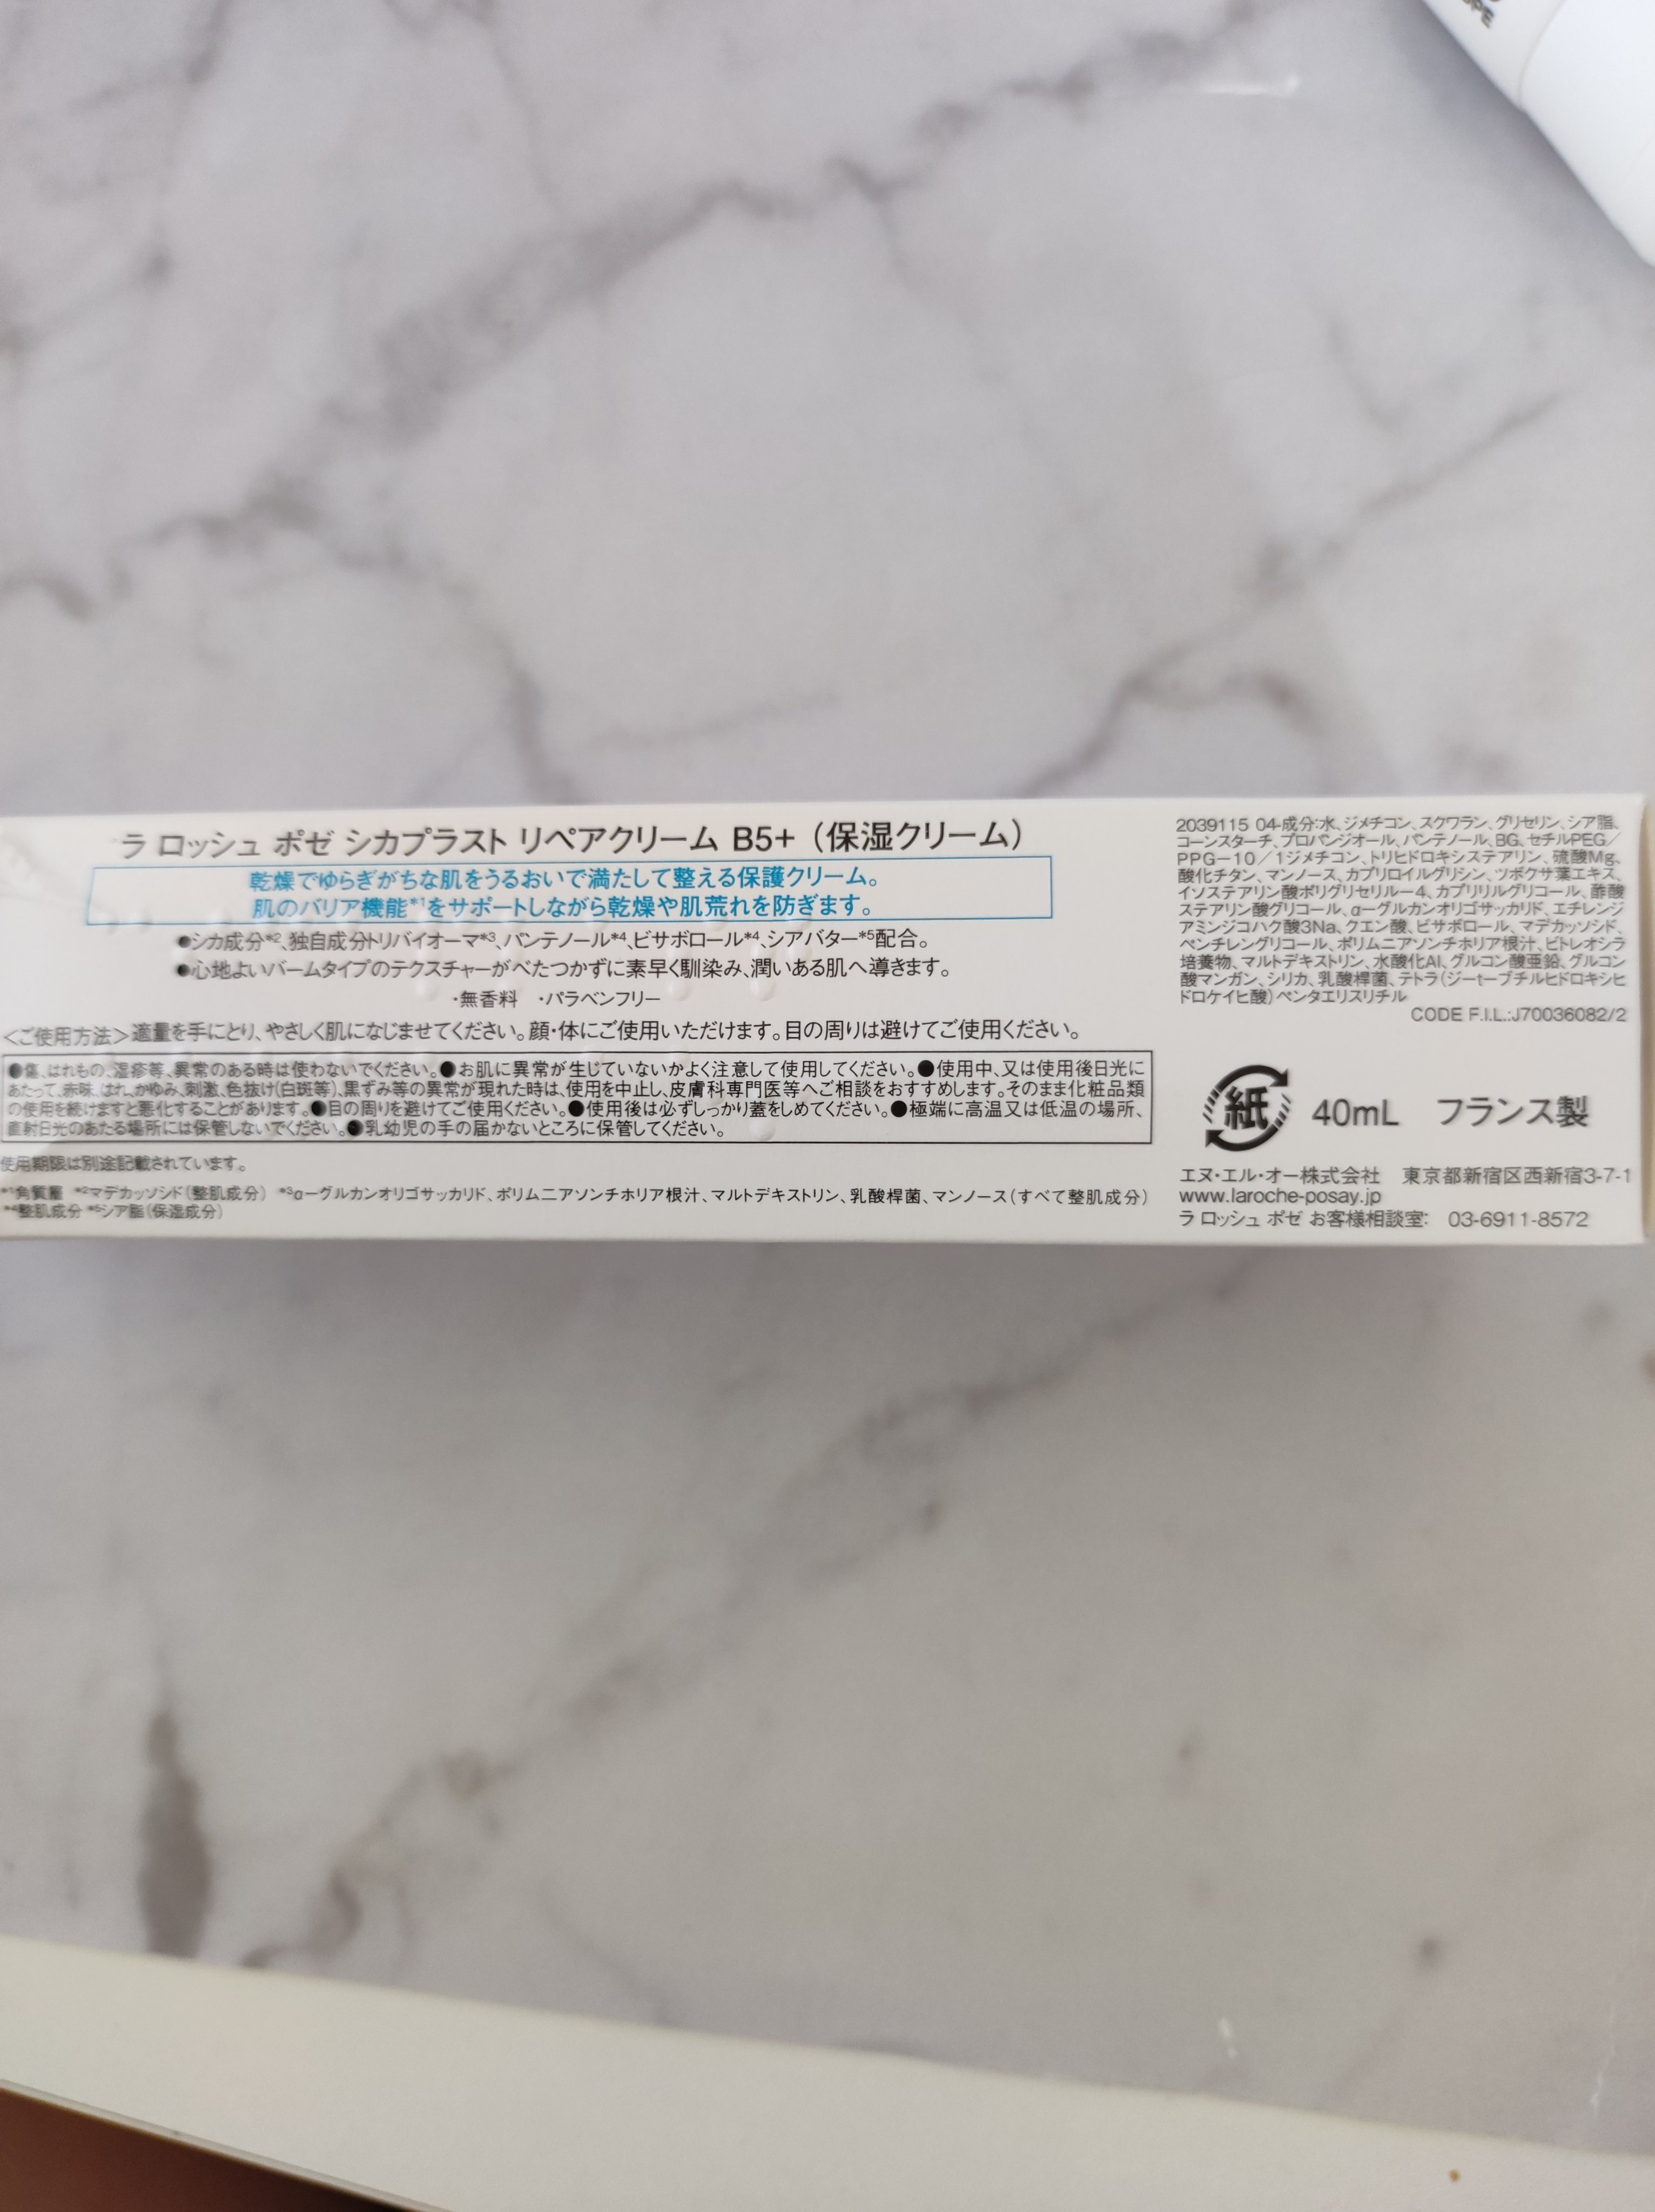 ラ ロッシュ ポゼ シカプラスト リペアクリーム B5+（保湿クリーム）
乾燥でゆらぎがちな肌をうるおいで満たして整える保護クリーム。
肌のバリア機能*1をサポートしながら乾燥や肌荒れを防ぎます。
●シカ成分*2、独自成分トリバイオーマ*3、パンテノール*4、ビサボロール*4、シアバター*5配合。
●心地よいバームタイプのテクスチャーがべたつかずに素早く馴染み、潤いある肌へ導きます。
・無香料　・パラベンフリー
＜ご使用方法＞適量を手にとり、やさしく肌になじませてください。顔・体にご使用いただけます。目の周りは避けてご使用ください。
●傷、はれもの、湿疹等、異常のある時は使わないでください。●お肌に異常が生じていないかよく注意して使用してください。●使用中、又は使用後日光に
あたって、赤味、はれ、かゆみ、刺激、色抜け（白斑等）、黒ずみ等の異常が現れた時は、使用を中止し、皮膚科専門医等へご相談をおすすめします。そのまま化粧品類
の使用を続けますと悪化することがあります。●目の周りを避けてご使用ください。●使用後は必ずしっかり蓋をしめてください。●極端に高温又は低温の場所、
直射日光のあたる場所には保管しないでください。●乳幼児の手の届かないところに保管してください。
使用期限は別途記載されています。
*1角質層 *2マデカッソシド（整肌成分） *3α－グルカンオリゴサッカリド、ポリムニアソンチホリア根汁、マルトデキストリン、乳酸桿菌、マンノース（すべて整肌成分）
*4整肌成分 *5シア脂（保湿成分）
2039115 04-成分:水、ジメチコン、スクワラン、グリセリン、シア脂、
コーンスターチ、プロパンジオール、パンテノール、BG、セチルPEG／
PPG－10／1ジメチコン、トリヒドロキシステアリン、硫酸Mg、
酸化チタン、マンノース、カプリロイルグリシン、ツボクサ葉エキス、
イソステアリン酸ポリグリセリル－4、カプリリルグリコール、酢酸
ステアリン酸グリコール、α－グルカンオリゴサッカリド、エチレンジ
アミンジコハク酸3Na、クエン酸、ビサボロール、マデカッソシド、
ペンチレングリコール、ポリムニアソンチホリア根汁、ビトレオシラ
培養物、マルトデキストリン、水酸化Al、グルコン酸亜鉛、グルコン
酸マンガン、シリカ、乳酸桿菌、テトラ（ジ－t－ブチルヒドロキシヒ
ドロケイヒ酸）ペンタエリスリチル
CODE F.I.L.:J70036082/2
紙 40mL　フランス製
エヌ・エル・オー株式会社　東京都新宿区西新宿3-7-1
www.laroche-posay.jp
ラ ロッシュ ポゼ お客様相談室:　03-6911-8572